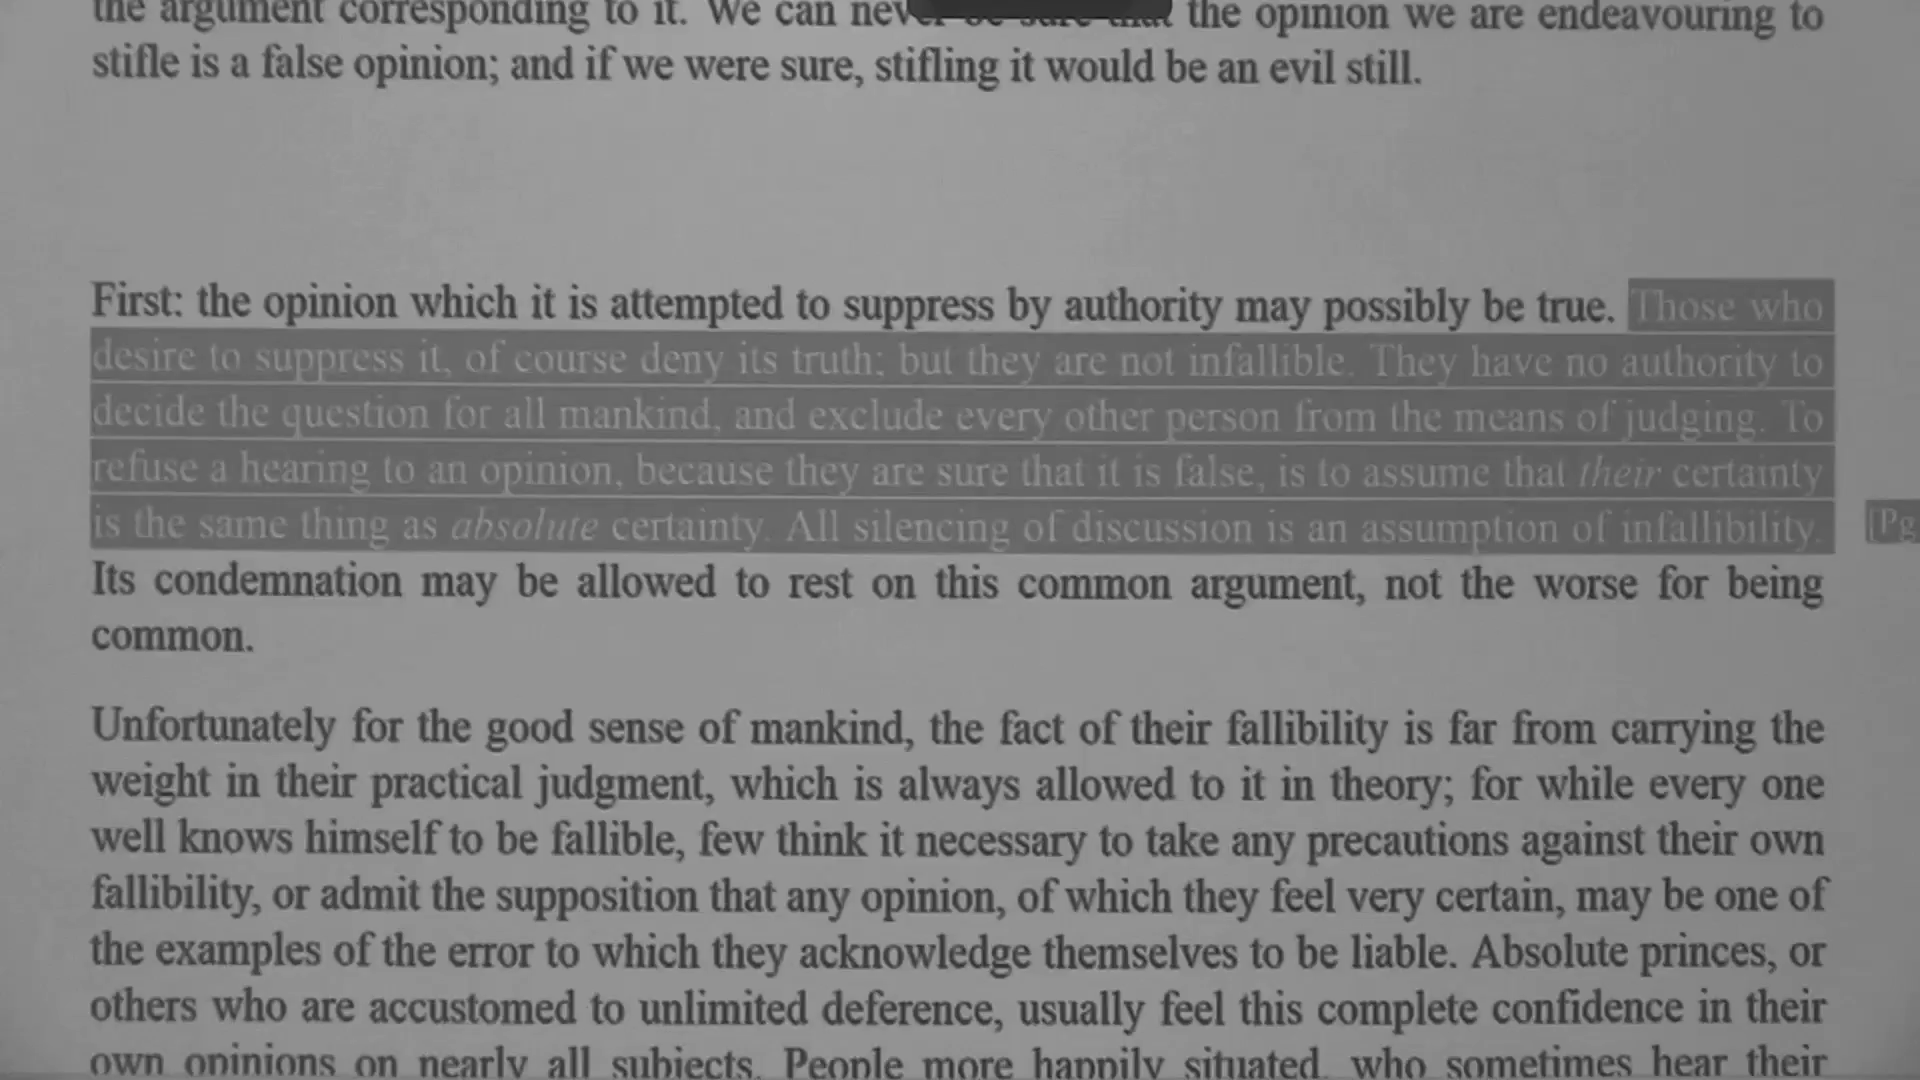 the argument corresponding to it. We can never be sure that the opinion we are endeavouring to
stifle is a false opinion; and if we were sure, stifling it would be an evil still.
First: the opinion which it is attempted to suppress by authority may possibly be true. Those who
desire to suppress it, of course deny its truth; but they are not infallible. They have no authority to
decide the question for all mankind, and exclude every other person from the means of judging. To
refuse a hearing to an opinion, because they are sure that it is false, is to assume that their certainty
is the same thing as absolute certainty. All silencing of discussion is an assumption of infallibility. [Pg
Its condemnation may be allowed to rest on this common argument, not the worse for being
common.
Unfortunately for the good sense of mankind, the fact of their fallibility is far from carrying the
weight in their practical judgment, which is always allowed to it in theory; for while every one
well knows himself to be fallible, few think it necessary to take any precautions against their own
fallibility, or admit the supposition that any opinion, of which they feel very certain, may be one of
the examples of the error to which they acknowledge themselves to be liable. Absolute princes, or
others who are accustomed to unlimited deference, usually feel this complete confidence in their
own opinions on nearly all subjects. People more happily situated, who sometimes hear their